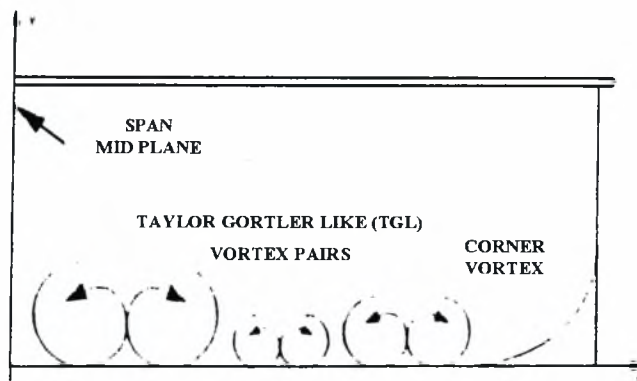 SPAN
MID PLANE
TAYLOR GORTLER LIKE (TGL)
VORTEX PAIRS
CORNER
VORTEX